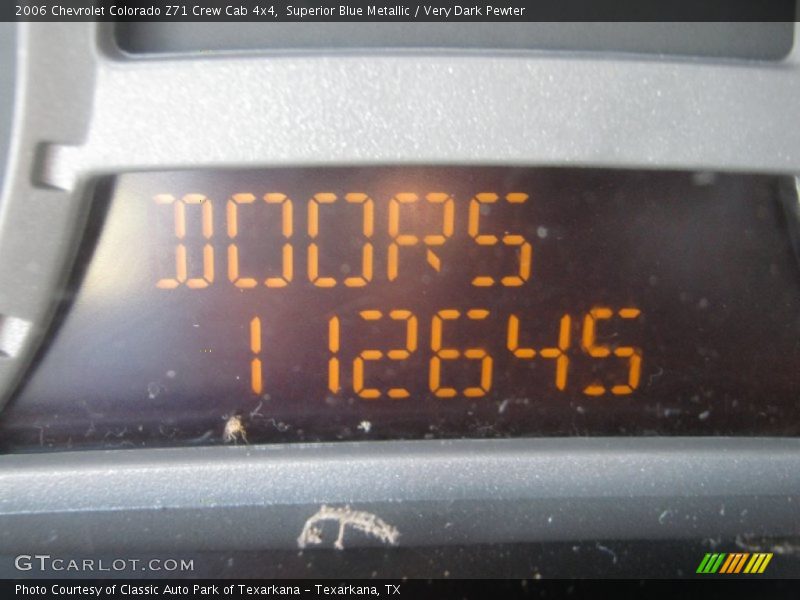 2006 Chevrolet Colorado Z71 Crew Cab 4x4, Superior Blue Metallic / Very Dark Pewter
DOORS
112645
GTCARLOT.COM
Photo Courtesy of Classic Auto Park of Texarkana - Texarkana, TX